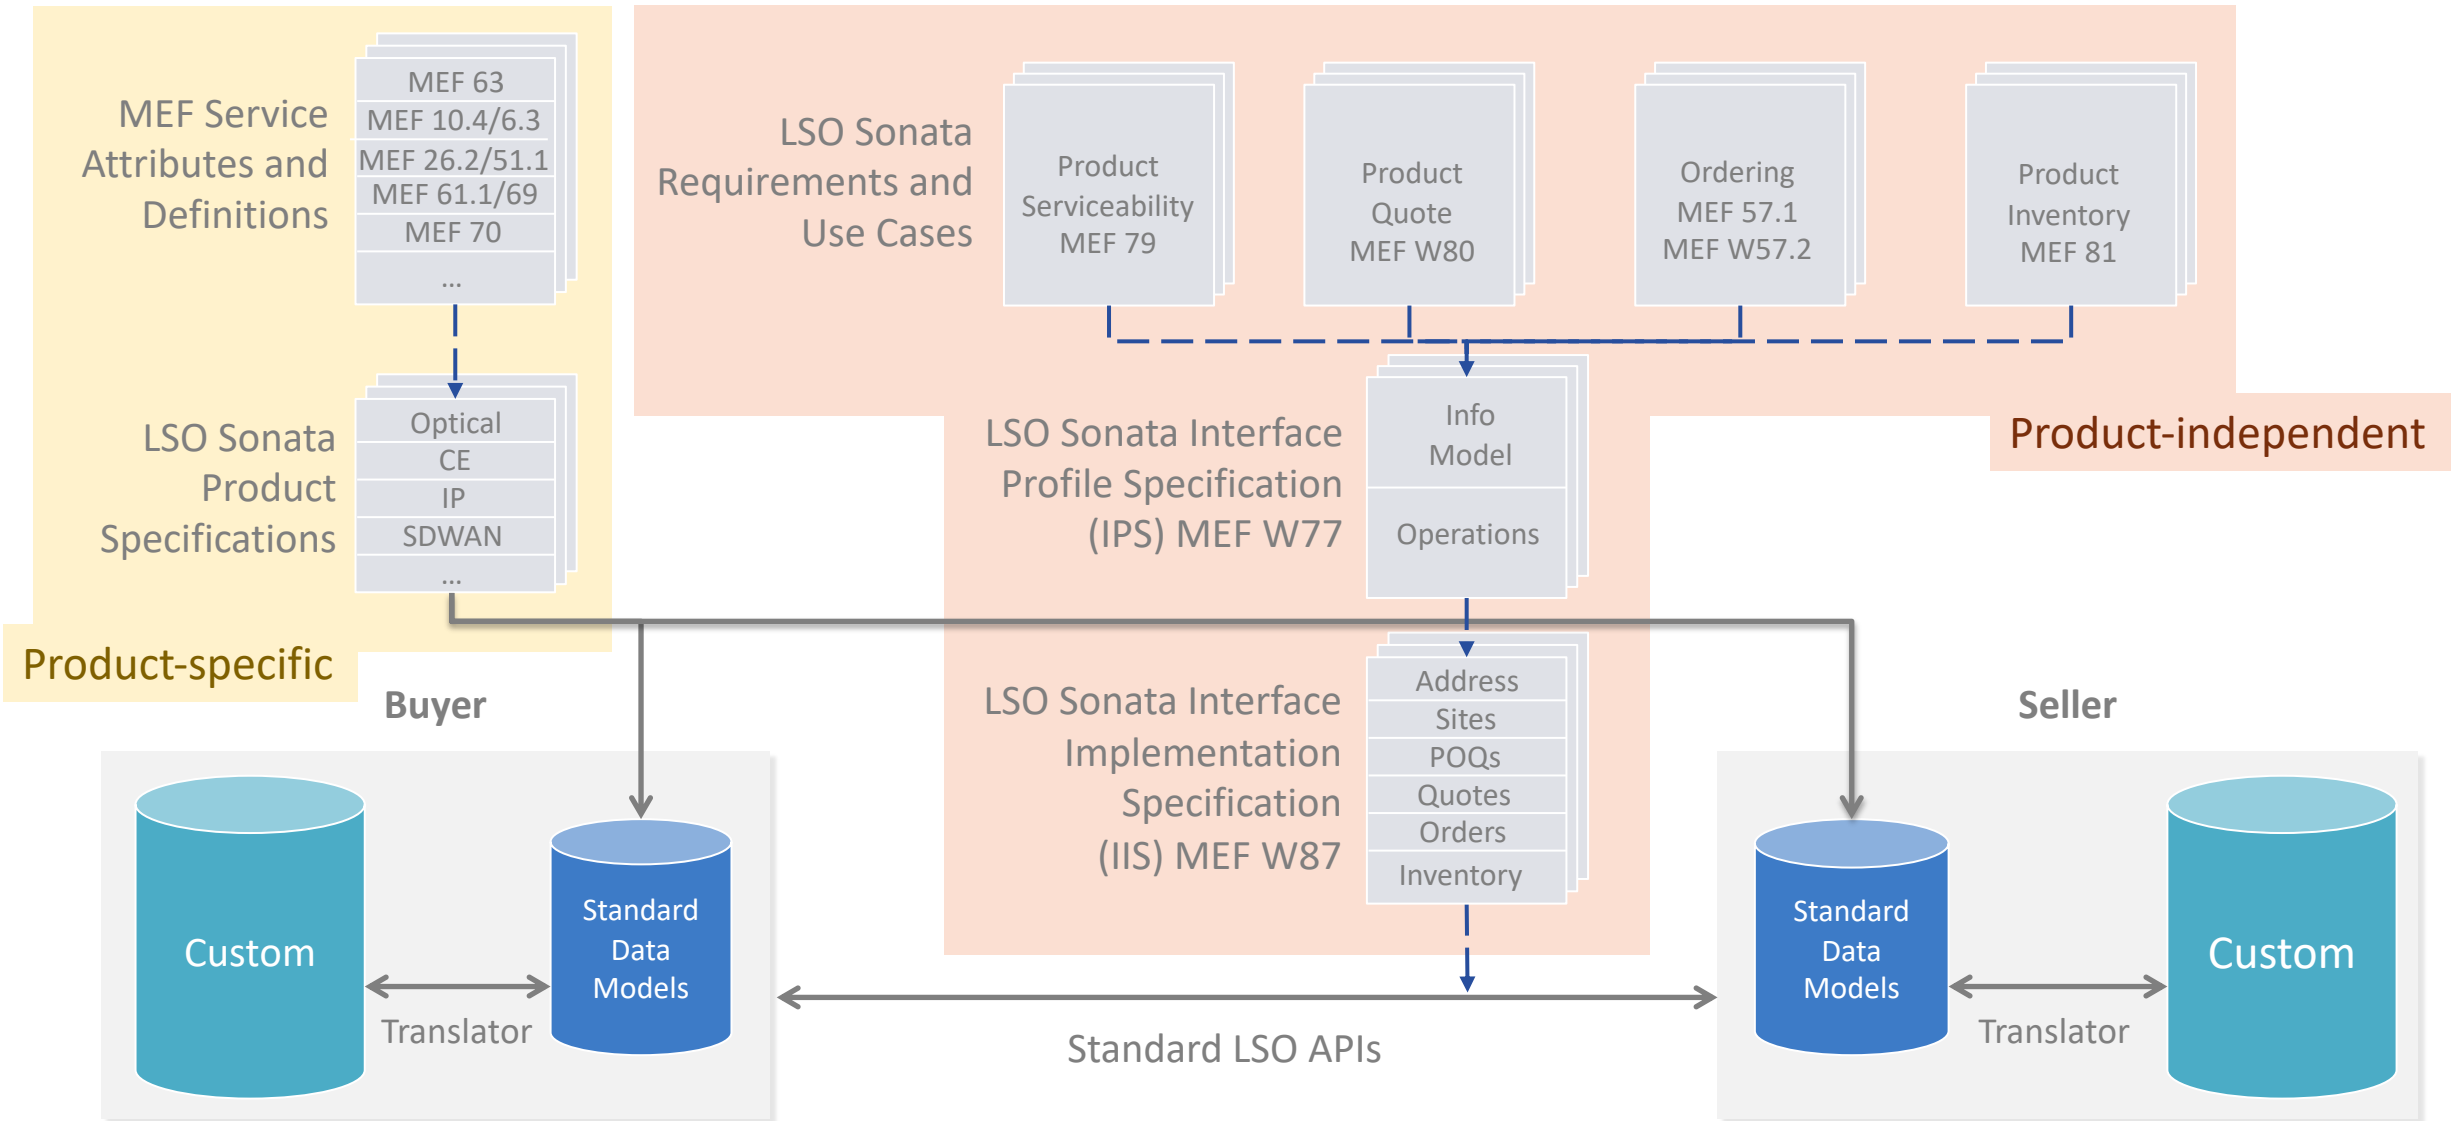 MEF Service
Attributes and
Definitions
MEF 63
MEF 10.4/6.3
MEF 26.2/51.1
MEF 61.1/69
MEF 70
...
LSO Sonata
Product
Specifications
Optical
CE
IP
SDWAN
...
Product-specific
LSO Sonata
Requirements and
Use Cases
Product
Serviceability
MEF 79
Product
Quote
MEF W80
Ordering
MEF 57.1
MEF W57.2
Product
Inventory
MEF 81
Product-independent
LSO Sonata Interface
Profile Specification
(IPS) MEF W77
Info
Model
Operations
LSO Sonata Interface
Implementation
Specification
(IIS) MEF W87
Address
Sites
POQs
Quotes
Orders
Inventory
Buyer
Custom
Translator
Standard
Data
Models
Standard LSO APIs
Seller
Standard
Data
Models
Translator
Custom